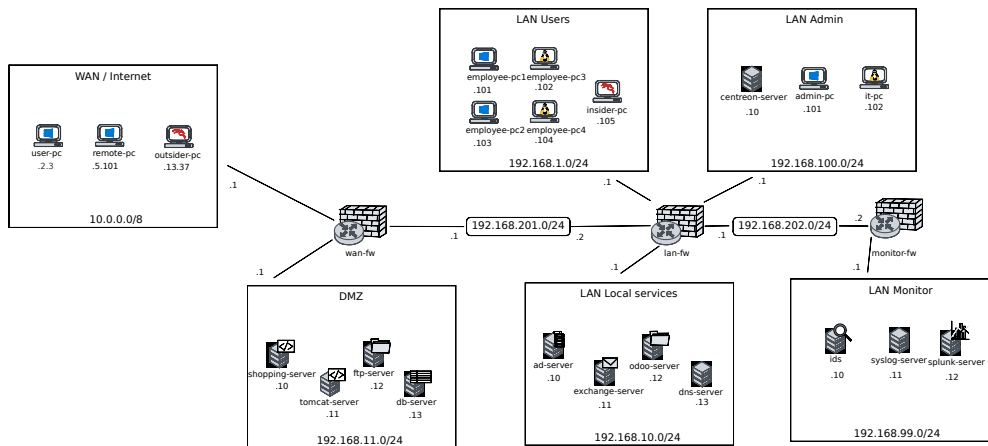 LAN Users
employee-pc1
.101
employee-pc3
.102
employee-pc2
.103
employee-pc4
.104
insider-pc
.105
192.168.1.0/24
LAN Admin
centreon-server
.10
admin-pc
.101
it-pc
.102
192.168.100.0/24
WAN / Internet
user-pc
.2.3
remote-pc
.5.101
outsider-pc
.13.37
10.0.0.0/8
.1
.1
.1
wan-fw
.1
192.168.201.0/24
.2
lan-fw
.1
192.168.202.0/24
.2
monitor-fw
.1
.1
.1
DMZ
shopping-server
.10
tomcat-server
.11
ftp-server
.12
db-server
.13
192.168.11.0/24
LAN Local services
ad-server
.10
exchange-server
.11
odoo-server
.12
dns-server
.13
192.168.10.0/24
LAN Monitor
ids
.10
syslog-server
.11
splunk-server
.12
192.168.99.0/24